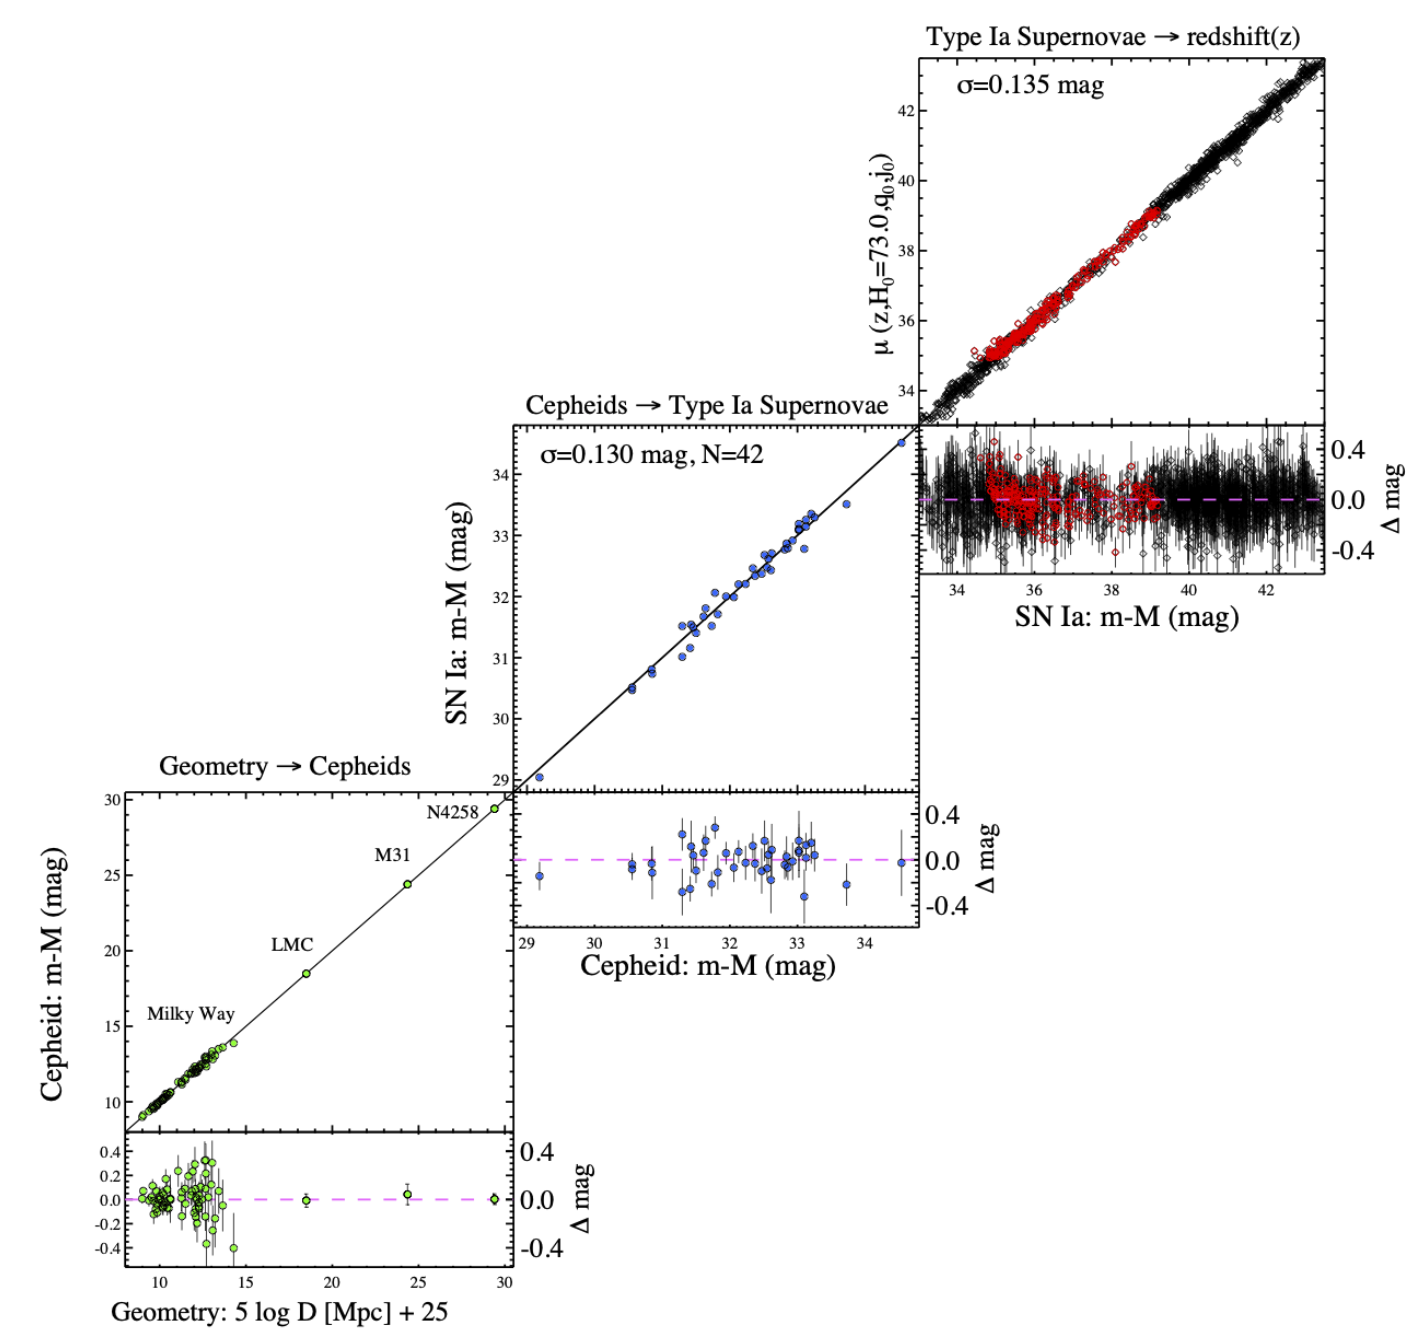 Type Ia Supernovae → redshift(z)
σ=0.135 mag
μ (z,H₀=73.0,q₀,j₀)
42
40
38
36
34
0.4
0.0
-0.4
Δ mag
34 36 38 40 42
SN Ia: m-M (mag)
Cepheids → Type Ia Supernovae
σ=0.130 mag, N=42
SN Ia: m-M (mag)
34
33
32
31
30
29
0.4
0.0
-0.4
Δ mag
29 30 31 32 33 34
Cepheid: m-M (mag)
Geometry → Cepheids
Cepheid: m-M (mag)
30
25
20
15
10
N4258
M31
LMC
Milky Way
0.4
0.2
0.0
-0.2
-0.4
0.4
0.0
-0.4
Δ mag
10 15 20 25 30
Geometry: 5 log D [Mpc] + 25